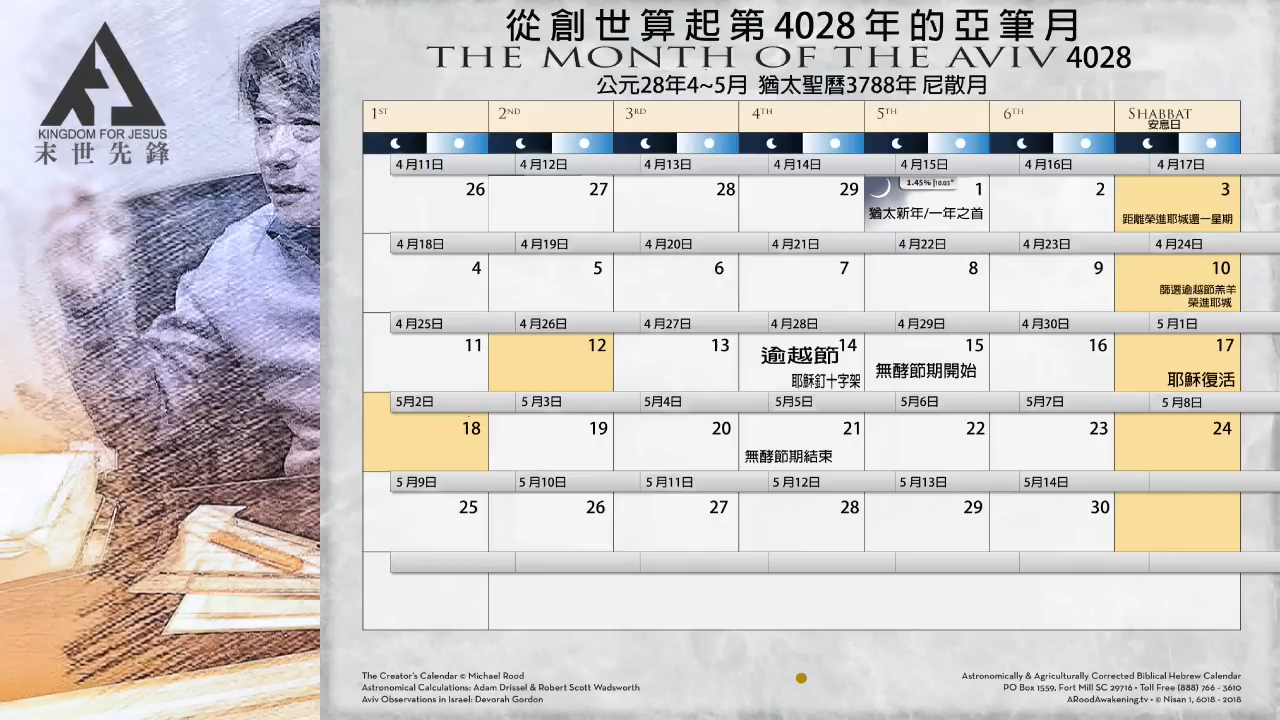 KINGDOM FOR JESUS
末世先鋒
從創世算起第4028年的亞筆月
THE MONTH OF THE AVIV 4028
公元28年4~5月 猶太聖曆3788年 尼散月
1ST 2ND 3RD 4TH 5TH 6TH SHABBAT
安息日
4月11日 4月12日 4月13日 4月14日 4月15日 4月16日 4月17日
1.45% |10.03°
26 27 28 29 1 2 3
猶太新年/一年之首 距離榮進耶城還一星期
4月18日 4月19日 4月20日 4月21日 4月22日 4月23日 4月24日
4 5 6 7 8 9 10
篩選逾越節羔羊
榮進耶城
4月25日 4月26日 4月27日 4月28日 4月29日 4月30日 5月1日
11 12 13 逾越節14 15 16 17
耶穌釘十字架 無酵節期開始 耶穌復活
5月2日 5月3日 5月4日 5月5日 5月6日 5月7日 5月8日
18 19 20 21 22 23 24
無酵節期結束
5月9日 5月10日 5月11日 5月12日 5月13日 5月14日
25 26 27 28 29 30
The Creator's Calendar © Michael Rood
Astronomical Calculations: Adam Drissel & Robert Scott Wadsworth
Aviv Observations in Israel: Devorah Gordon
Astronomically & Agriculturally Corrected Biblical Hebrew Calendar
PO Box 1559, Fort Mill SC 29716 • Toll Free (888) 766 - 3610
ARoodAwakening.tv • © Nisan 1, 6018 - 2018